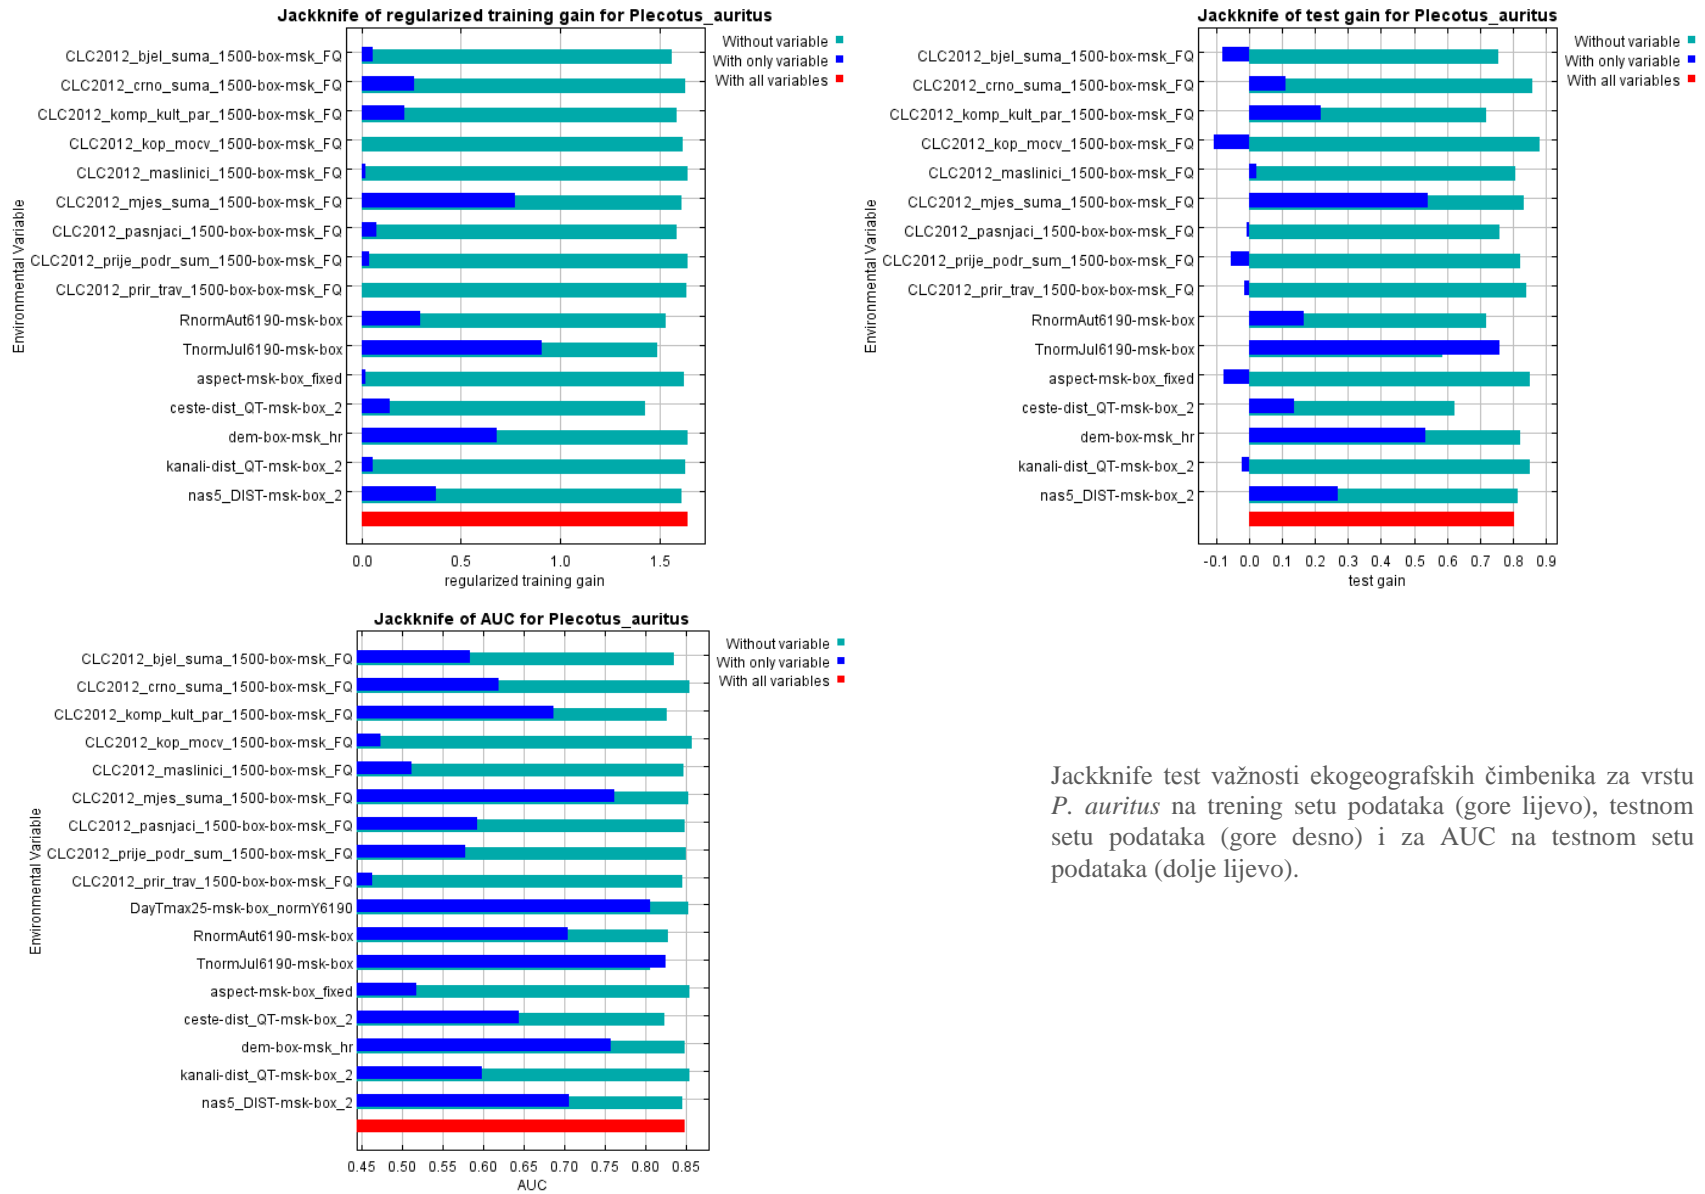 Jackknife of regularized training gain for Plecotus_auritus
Without variable
With only variable
With all variables
CLC2012_bjel_suma_1500-box-msk_FQ
CLC2012_crno_suma_1500-box-msk_FQ
CLC2012_komp_kult_par_1500-box-msk_FQ
CLC2012_kop_mocv_1500-box-msk_FQ
CLC2012_maslinici_1500-box-msk_FQ
CLC2012_mjes_suma_1500-box-msk_FQ
CLC2012_pasnjaci_1500-box-box-msk_FQ
CLC2012_prije_podr_sum_1500-box-msk_FQ
CLC2012_prir_trav_1500-box-box-msk_FQ
RnormAut6190-msk-box
TnormJul6190-msk-box
aspect-msk-box_fixed
ceste-dist_QT-msk-box_2
dem-box-msk_hr
kanali-dist_QT-msk-box_2
nas5_DIST-msk-box_2
Environmental Variable
0.0 0.5 1.0 1.5
regularized training gain
Jackknife of test gain for Plecotus_auritus
Without variable
With only variable
With all variables
CLC2012_bjel_suma_1500-box-msk_FQ
CLC2012_crno_suma_1500-box-msk_FQ
CLC2012_komp_kult_par_1500-box-msk_FQ
CLC2012_kop_mocv_1500-box-msk_FQ
CLC2012_maslinici_1500-box-msk_FQ
CLC2012_mjes_suma_1500-box-msk_FQ
CLC2012_pasnjaci_1500-box-box-msk_FQ
CLC2012_prije_podr_sum_1500-box-msk_FQ
CLC2012_prir_trav_1500-box-box-msk_FQ
RnormAut6190-msk-box
TnormJul6190-msk-box
aspect-msk-box_fixed
ceste-dist_QT-msk-box_2
dem-box-msk_hr
kanali-dist_QT-msk-box_2
nas5_DIST-msk-box_2
Environmental Variable
-0.1 0.0 0.1 0.2 0.3 0.4 0.5 0.6 0.7 0.8 0.9
test gain
Jackknife of AUC for Plecotus_auritus
Without variable
With only variable
With all variables
CLC2012_bjel_suma_1500-box-msk_FQ
CLC2012_crno_suma_1500-box-msk_FQ
CLC2012_komp_kult_par_1500-box-msk_FQ
CLC2012_kop_mocv_1500-box-msk_FQ
CLC2012_maslinici_1500-box-msk_FQ
CLC2012_mjes_suma_1500-box-msk_FQ
CLC2012_pasnjaci_1500-box-box-msk_FQ
CLC2012_prije_podr_sum_1500-box-msk_FQ
CLC2012_prir_trav_1500-box-box-msk_FQ
DayTmax25-msk-box_normY6190
RnormAut6190-msk-box
TnormJul6190-msk-box
aspect-msk-box_fixed
ceste-dist_QT-msk-box_2
dem-box-msk_hr
kanali-dist_QT-msk-box_2
nas5_DIST-msk-box_2
Environmental Variable
0.45 0.50 0.55 0.60 0.65 0.70 0.75 0.80 0.85
AUC
Jackknife test važnosti ekogeografskih čimbenika za vrstu
P. auritus na trening setu podataka (gore lijevo), testnom
setu podataka (gore desno) i za AUC na testnom setu
podataka (dolje lijevo).